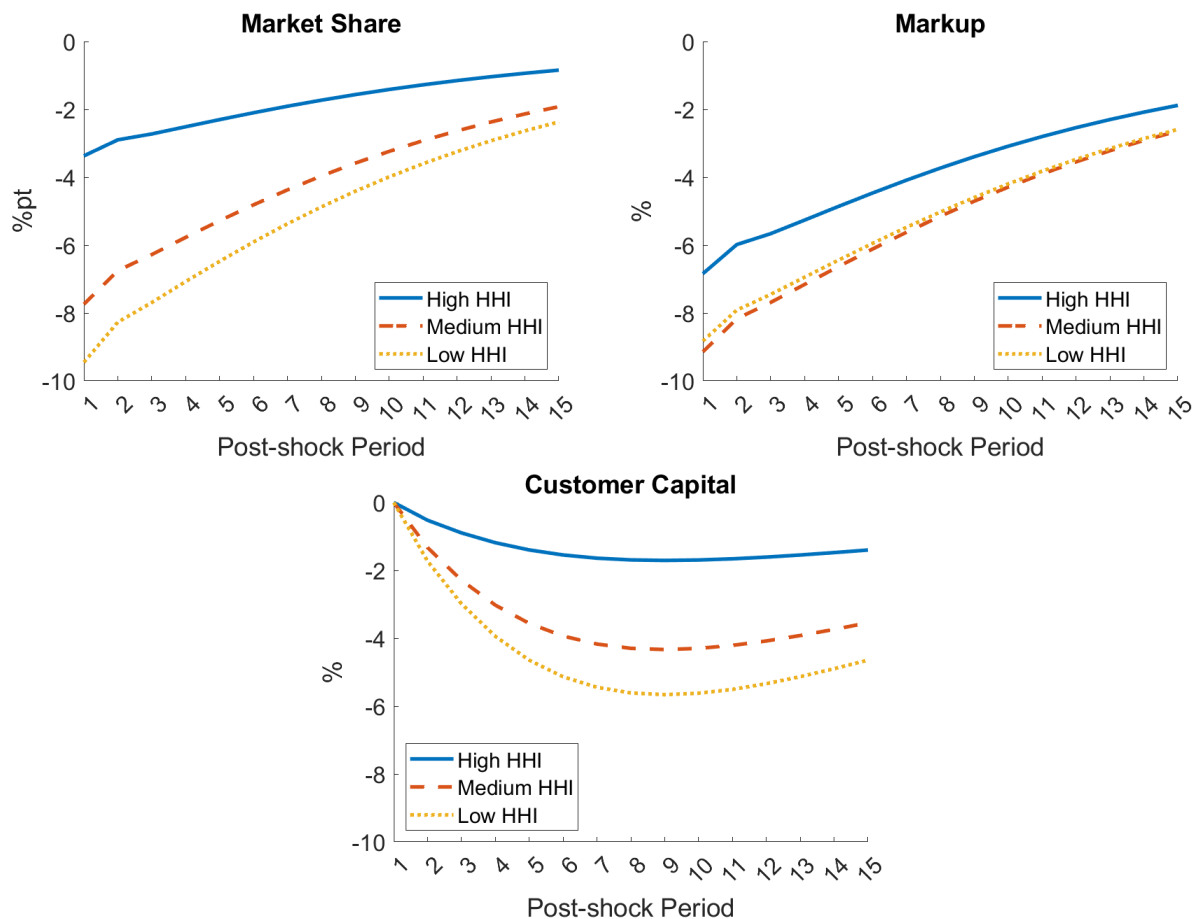 Market Share
%pt
0
-2
-4
-6
-8
-10
High HHI
Medium HHI
Low HHI
1 2 3 4 5 6 7 8 9 10 11 12 13 14 15
Post-shock Period
Markup
%
0
-2
-4
-6
-8
-10
High HHI
Medium HHI
Low HHI
1 2 3 4 5 6 7 8 9 10 11 12 13 14 15
Post-shock Period
Customer Capital
%
0
-2
-4
-6
-8
-10
High HHI
Medium HHI
Low HHI
1 2 3 4 5 6 7 8 9 10 11 12 13 14 15
Post-shock Period